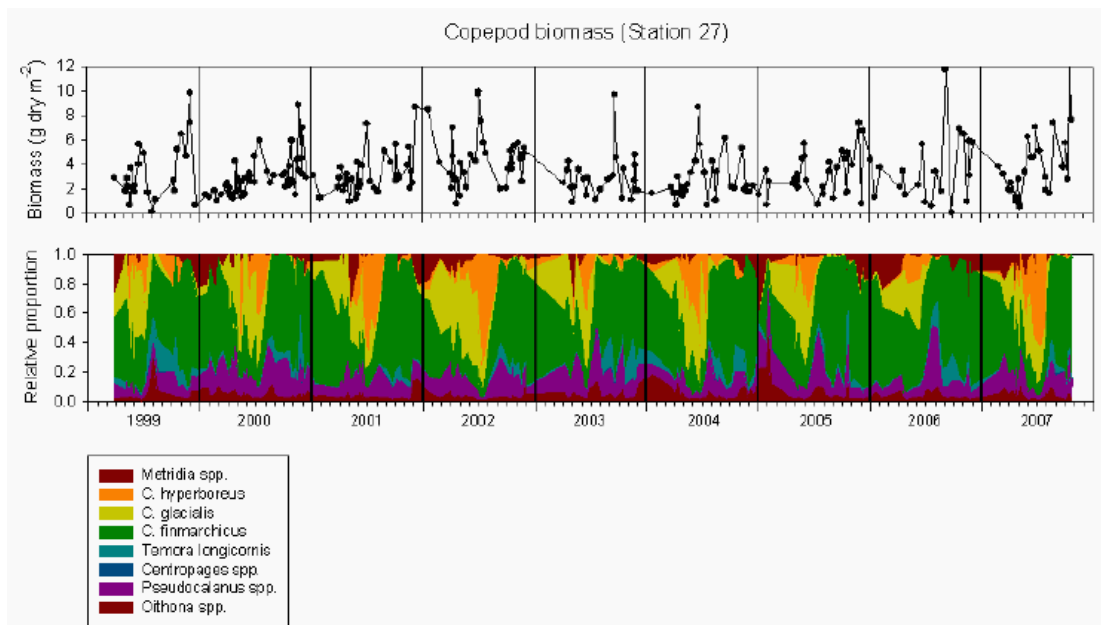 Copepod biomass (Station 27)
Biomass (g dry m-2)
12
10
8
6
4
2
0
Relative proportion
1.0
0.8
0.6
0.4
0.2
0.0
1999 2000 2001 2002 2003 2004 2005 2006 2007
Metridia spp.
C. hyperboreus
C. glacialis
C. finmarchicus
Temora longicornis
Centropages spp.
Pseudocalanus spp.
Oithona spp.